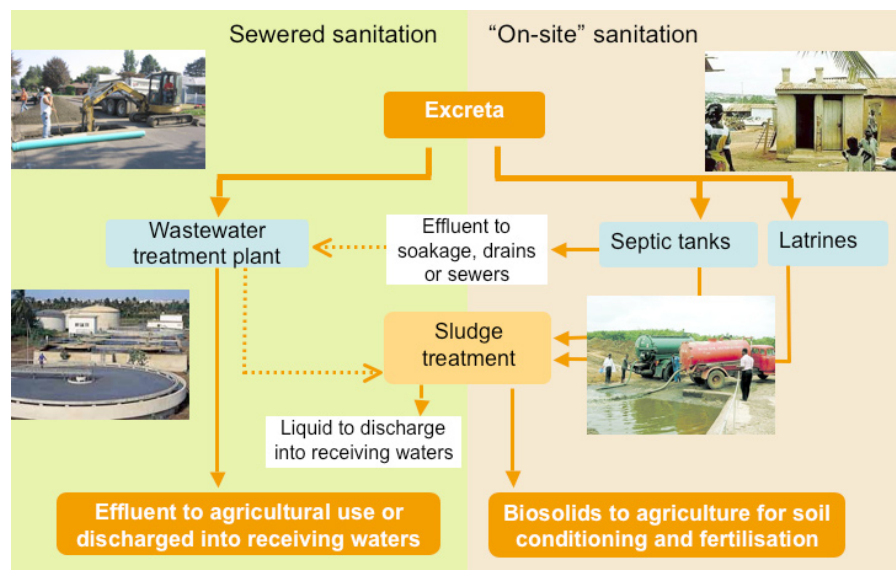 Sewered sanitation
“On-site” sanitation
Excreta
Wastewater
treatment plant
Effluent to
soakage, drains
or sewers
Septic tanks
Latrines
Sludge
treatment
Liquid to discharge
into receiving waters
Effluent to agricultural use or
discharged into receiving waters
Biosolids to agriculture for soil
conditioning and fertilisation